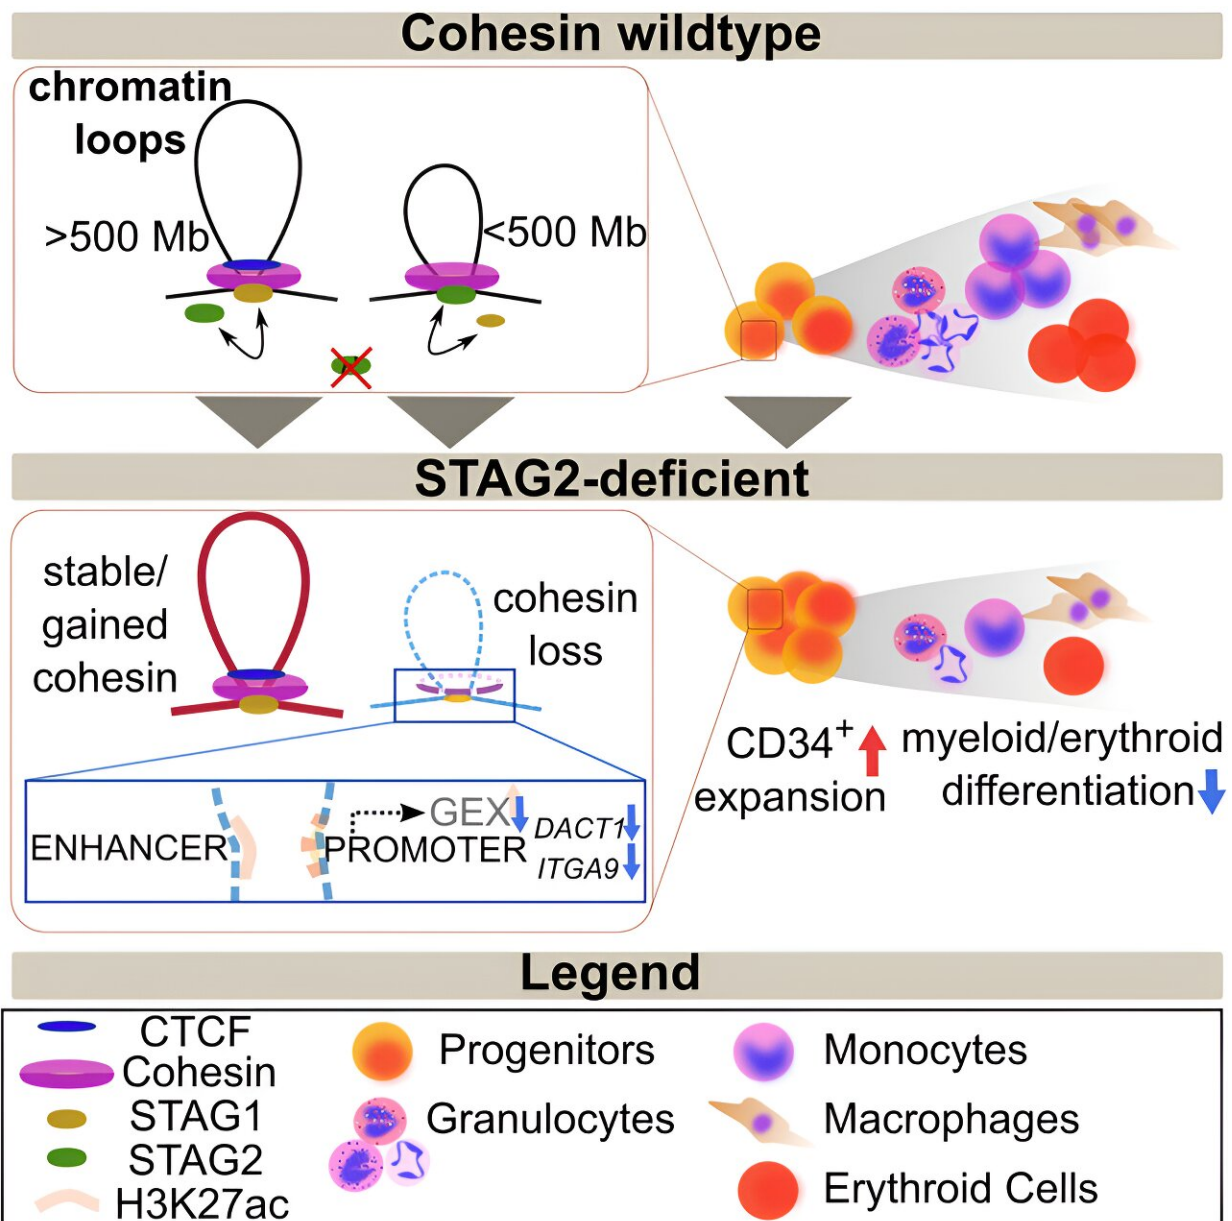 Cohesin wildtype
chromatin
loops
>500 Mb
<500 Mb
STAG2-deficient
stable/
gained
cohesin
cohesin
loss
ENHANCER
GEX
PROMOTER
DACT1
ITGA9
CD34+
expansion
myeloid/erythroid
differentiation
Legend
CTCF
Cohesin
STAG1
STAG2
H3K27ac
Progenitors
Granulocytes
Monocytes
Macrophages
Erythroid Cells